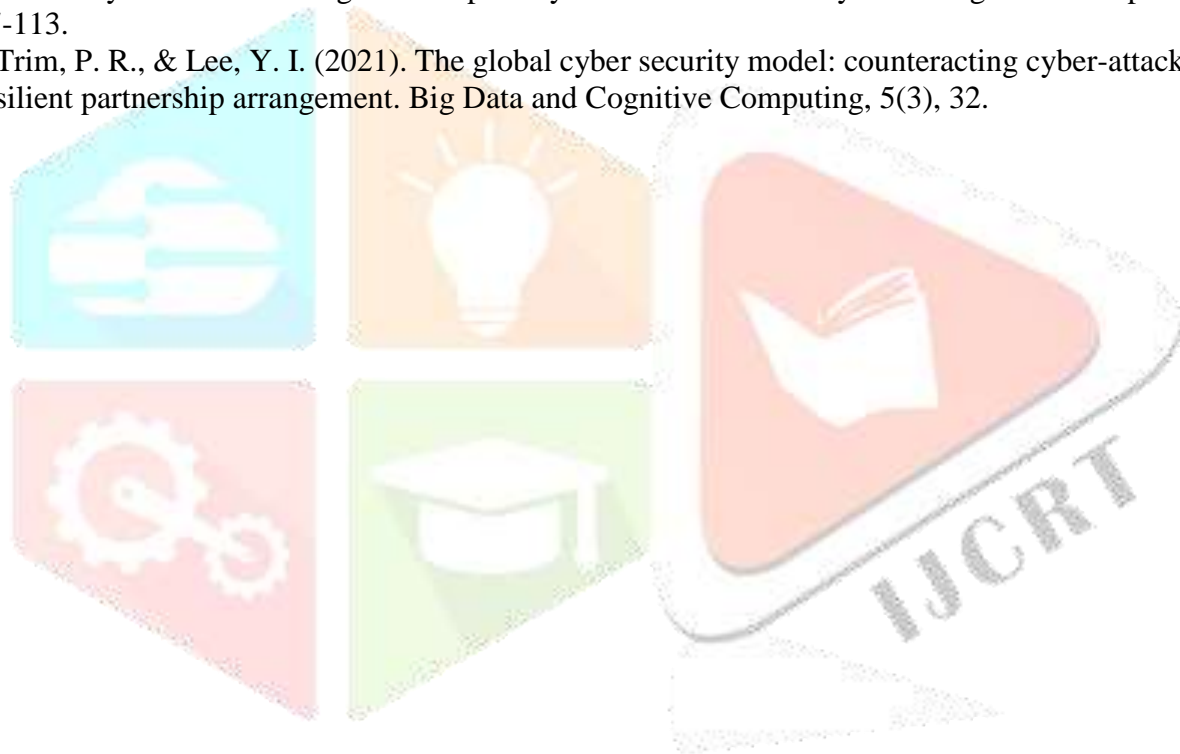 -113.
Trim, P. R., & Lee, Y. I. (2021). The global cyber security model: counteracting cyber-attack
silient partnership arrangement. Big Data and Cognitive Computing, 5(3), 32.
IJCRT